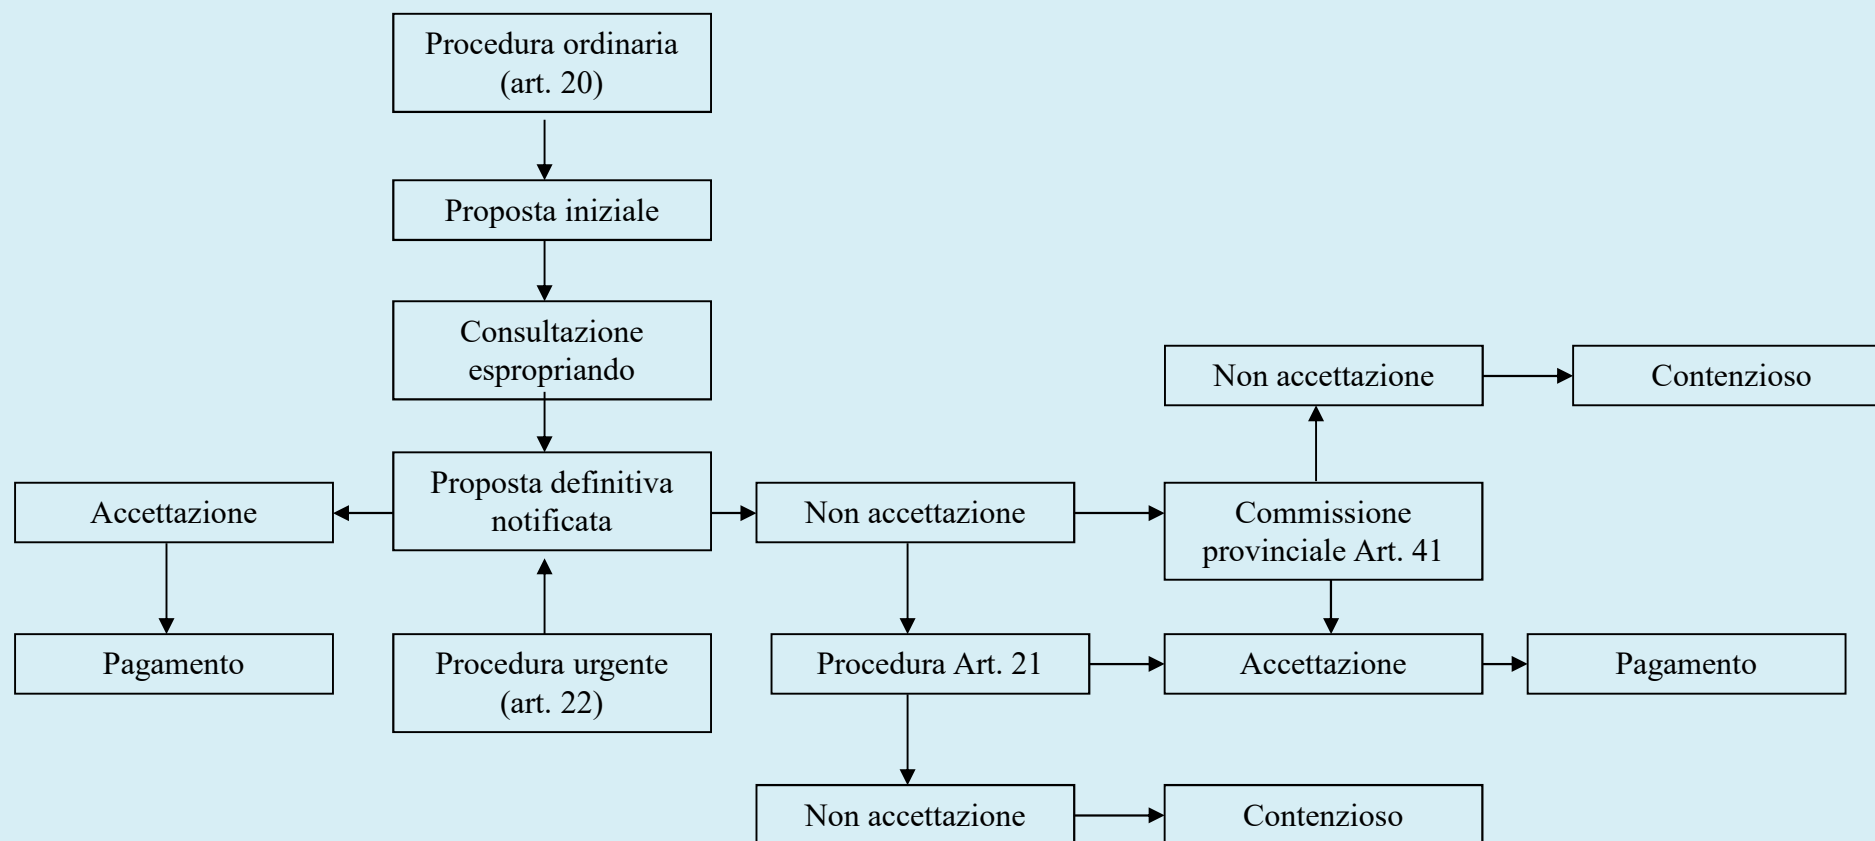 Procedura ordinaria
(art. 20)
Proposta iniziale
Consultazione
espropriando
Non accettazione
Contenzioso
Accettazione
Proposta definitiva
notificata
Non accettazione
Commissione
provinciale Art. 41
Pagamento
Procedura urgente
(art. 22)
Procedura Art. 21
Accettazione
Pagamento
Non accettazione
Contenzioso